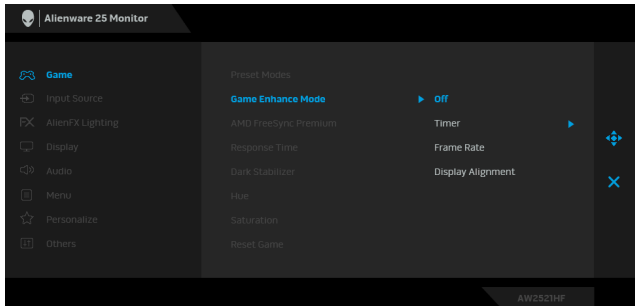 Alienware 25 Monitor
Game
Preset Modes
Input Source
Game Enhance Mode
Off
FX
AlienFX Lighting
AMD FreeSync Premium
Timer
Display
Response Time
Frame Rate
Audio
Dark Stabilizer
Display Alignment
Menu
Hue
Personalize
Saturation
Others
Reset Game
AW2521HF